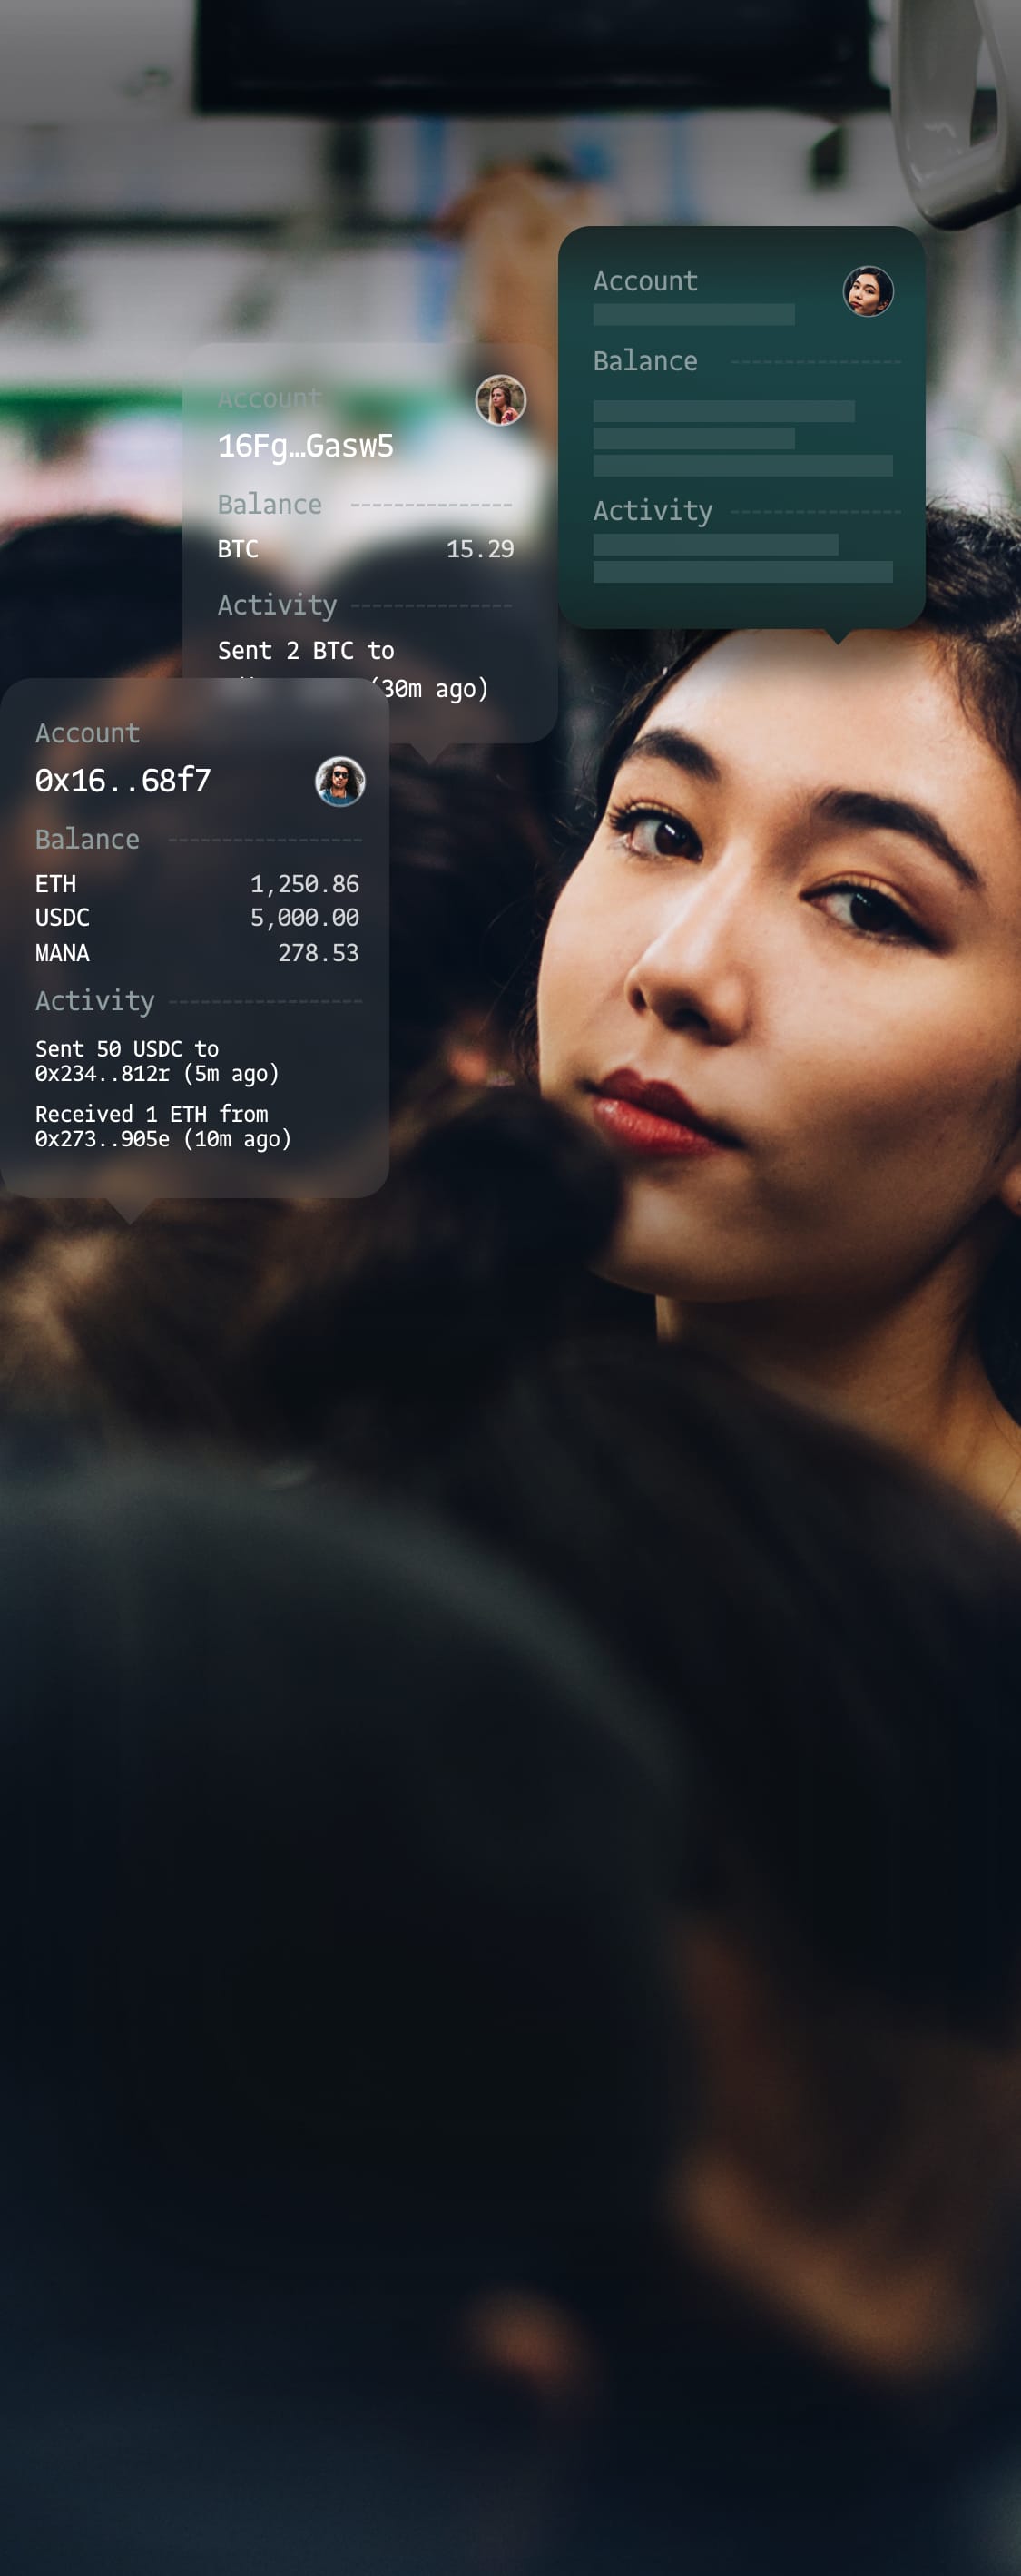 Account
Balance
Activity
Account
16Fg…Gasw5
Balance
BTC 15.29
Activity
Sent 2 BTC to
(30m ago)
Account
0x16..68f7
Balance
ETH 1,250.86
USDC 5,000.00
MANA 278.53
Activity
Sent 50 USDC to
0x234..812r (5m ago)
Received 1 ETH from
0x273..905e (10m ago)